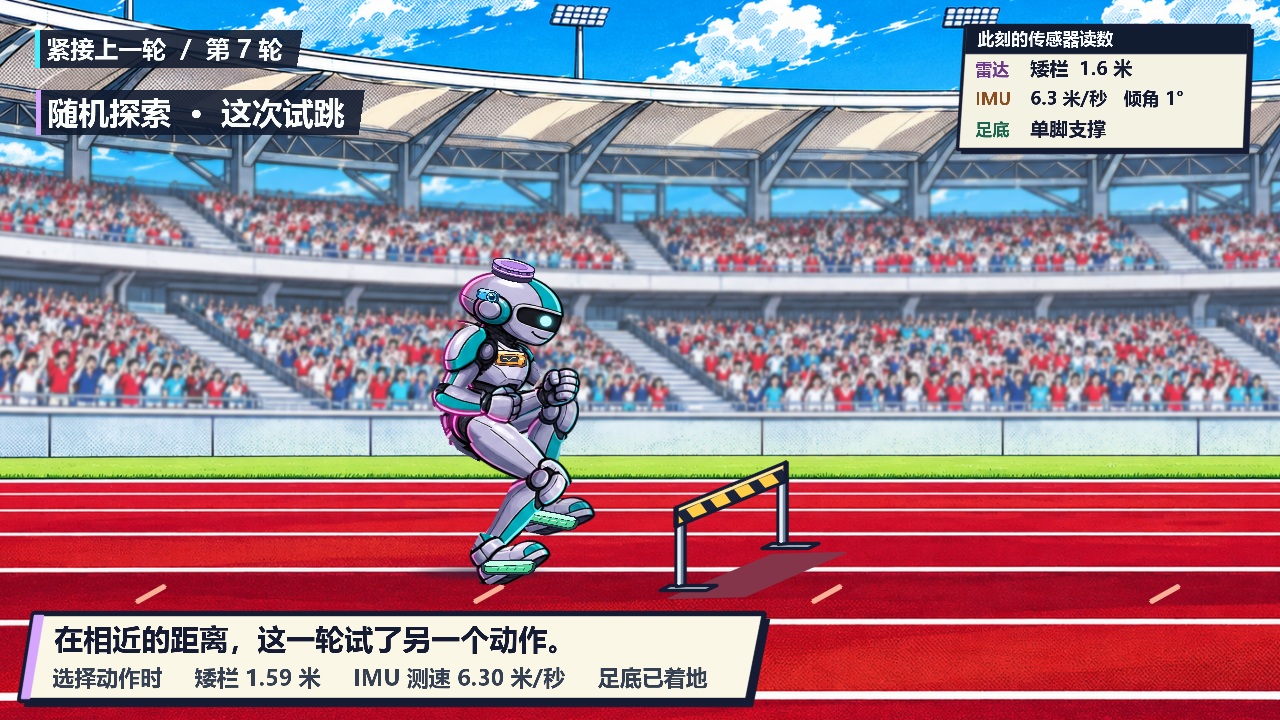 紧接上一轮 / 第 7 轮
随机探索 · 这次试跳
此刻的传感器读数
雷达 矮栏 1.6 米
IMU 6.3 米/秒 倾角 1°
足底 单脚支撑
在相近的距离，这一轮试了另一个动作。
选择动作时 矮栏 1.59 米 IMU 测速 6.30 米/秒 足底已着地